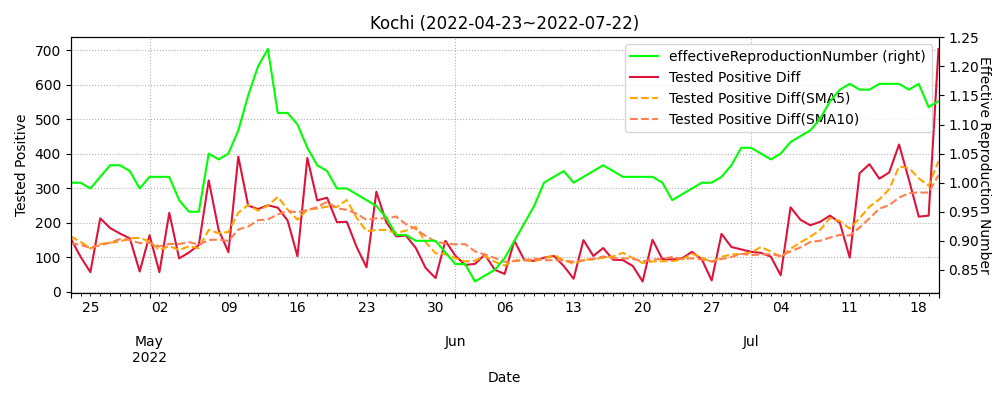 Kochi (2022-04-23~2022-07-22)
effectiveReproductionNumber (right)
Tested Positive Diff
Tested Positive Diff(SMA5)
Tested Positive Diff(SMA10)
Tested Positive
700
600
500
400
300
200
100
0
1.25
1.20
1.15
1.10
1.05
1.00
0.95
0.90
0.85
Effective Reproduction Number
25 02 09 16 23 30 06 13 20 27 04 11 18
May Jun Jul
2022
Date